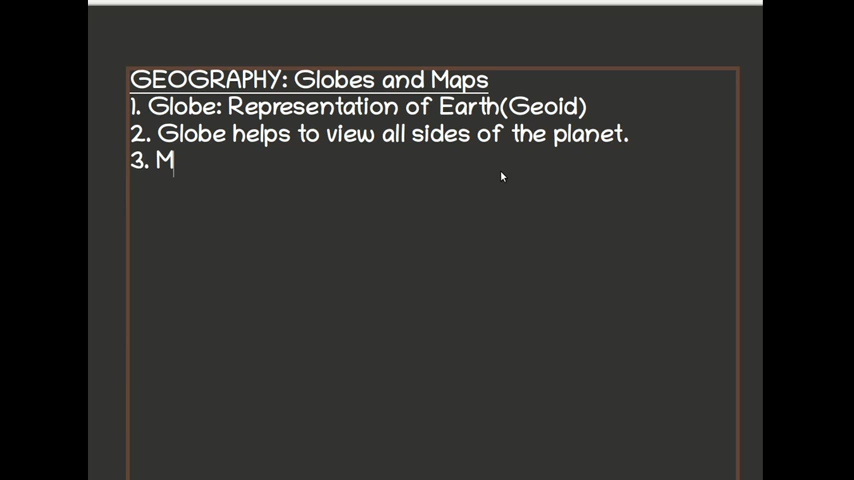 GEOGRAPHY: Globes and Maps
1. Globe: Representation of Earth(Geoid)
2. Globe helps to view all sides of the planet.
3. M